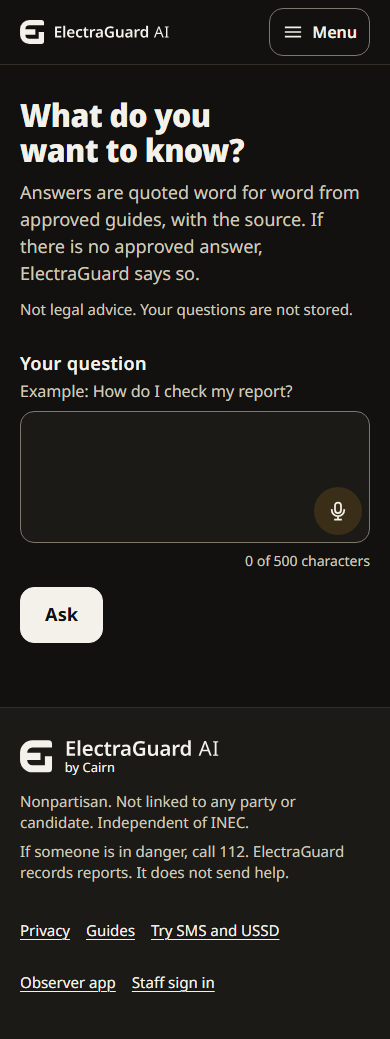 ElectraGuard AI
Menu
What do you
want to know?
Answers are quoted word for word from
approved guides, with the source. If
there is no approved answer,
ElectraGuard says so.
Not legal advice. Your questions are not stored.
Your question
Example: How do I check my report?
0 of 500 characters
Ask
ElectraGuard AI
by Cairn
Nonpartisan. Not linked to any party or
candidate. Independent of INEC.
If someone is in danger, call 112. ElectraGuard
records reports. It does not send help.
Privacy Guides Try SMS and USSD
Observer app Staff sign in